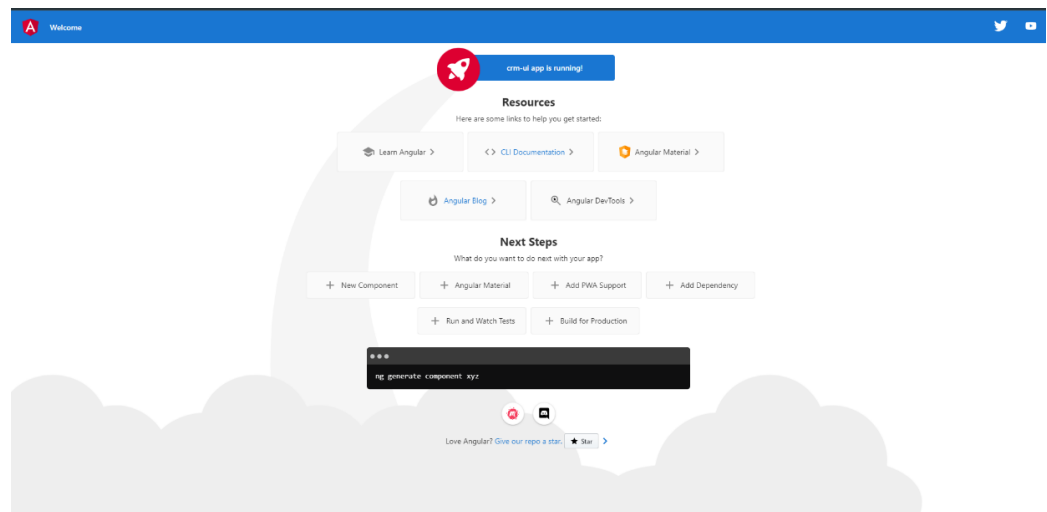 Welcome
crm-ui app is running!
Resources
Here are some links to help you get started:
Learn Angular
CLI Documentation
Angular Material
Angular Blog
Angular DevTools
Next Steps
What do you want to do next with your app?
New Component
Angular Material
Add PWA Support
Add Dependency
Run and Watch Tests
Build for Production
ng generate component xyz
Love Angular? Give our repo a star. Star